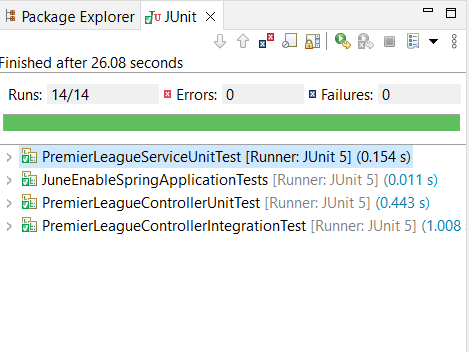 Package Explorer JUnit
Finished after 26.08 seconds
Runs: 14/14 Errors: 0 Failures: 0
PremierLeagueServiceUnitTest [Runner: JUnit 5] (0.154 s)
JuneEnableSpringApplicationTests [Runner: JUnit 5] (0.011 s)
PremierLeagueControllerUnitTest [Runner: JUnit 5] (0.443 s)
PremierLeagueControllerIntegrationTest [Runner: JUnit 5] (1.008